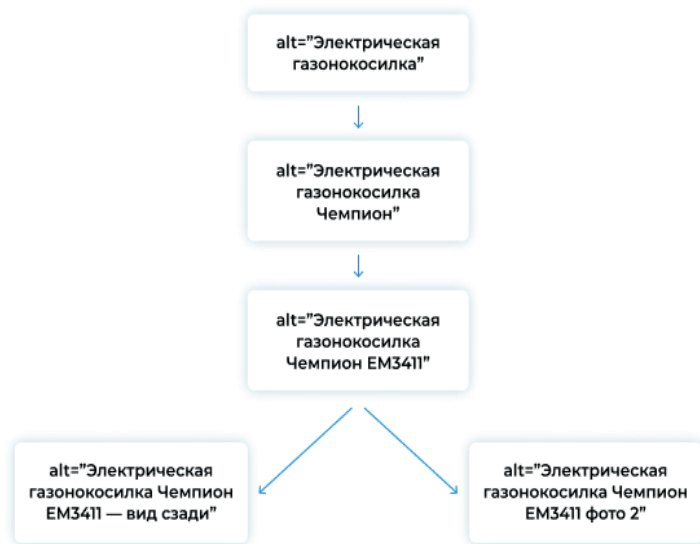 alt=”Электрическая
газонокосилка”
alt=”Электрическая
газонокосилка
Чемпион”
alt=”Электрическая
газонокосилка
Чемпион EM3411”
alt=”Электрическая
газонокосилка Чемпион
EM3411 — вид сзади”
alt=”Электрическая
газонокосилка Чемпион
EM3411 фото 2”